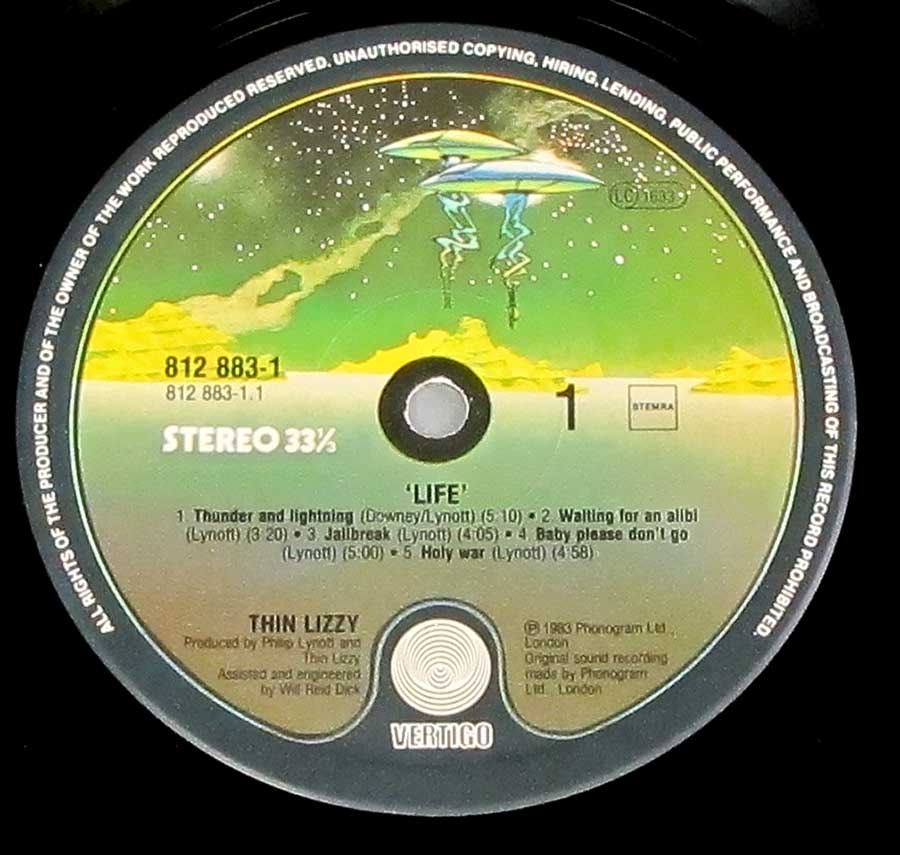 ALL RIGHTS OF THE PRODUCER AND OF THE OWNER OF THE WORK REPRODUCED RESERVED. UNAUTHORISED COPYING, HIRING, LENDING, PUBLIC PERFORMANCE AND BROADCASTING OF THIS RECORD PROHIBITED.
LC 1633
812 883-1
812 883-1.1
STEREO 33⅓
1
STEMRA
'LIFE'
1. Thunder and lightning (Downey/Lynott) (5:10) • 2. Waiting for an alibi
(Lynott) (3:20) • 3. Jailbreak (Lynott) (4:05) • 4. Baby please don't go
(Lynott) (5:00) • 5. Holy war (Lynott) (4:58)
THIN LIZZY
Produced by Philip Lynott and
Thin Lizzy
Assisted and engineered
by Will Reid Dick
℗ 1983 Phonogram Ltd.,
London
Original sound recording
made by Phonogram
Ltd., London
VERTIGO